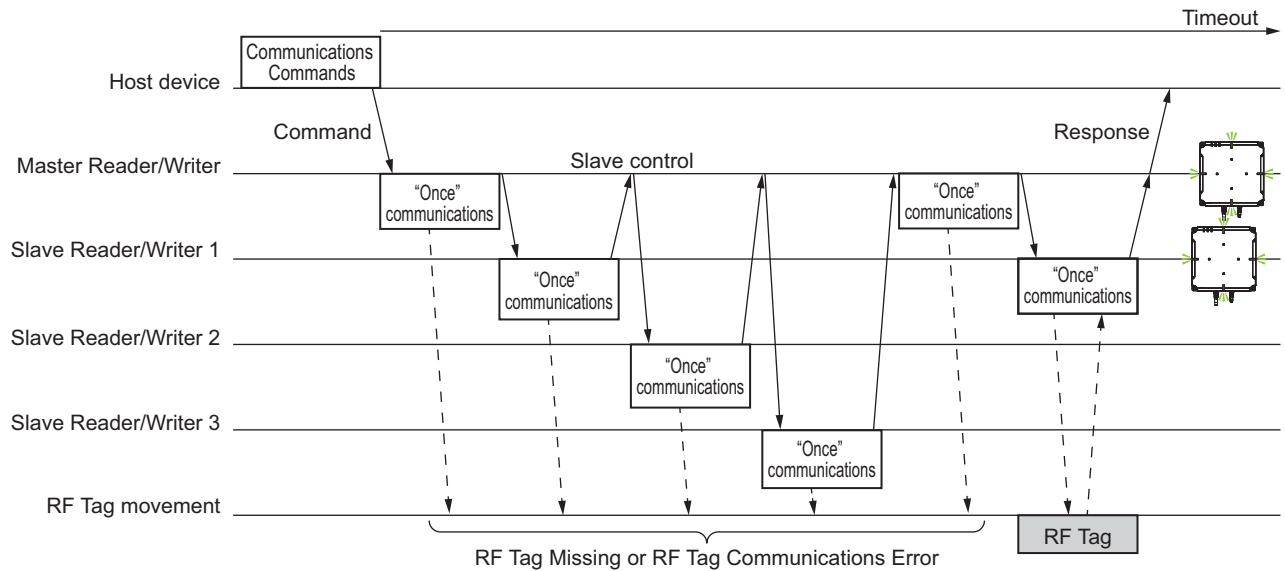 Timeout
Communications
Commands
Host device
Command
Response
Master Reader/Writer
Slave control
“Once”
communications
“Once”
communications
Slave Reader/Writer 1
“Once”
communications
“Once”
communications
Slave Reader/Writer 2
“Once”
communications
Slave Reader/Writer 3
“Once”
communications
RF Tag movement
RF Tag
RF Tag Missing or RF Tag Communications Error